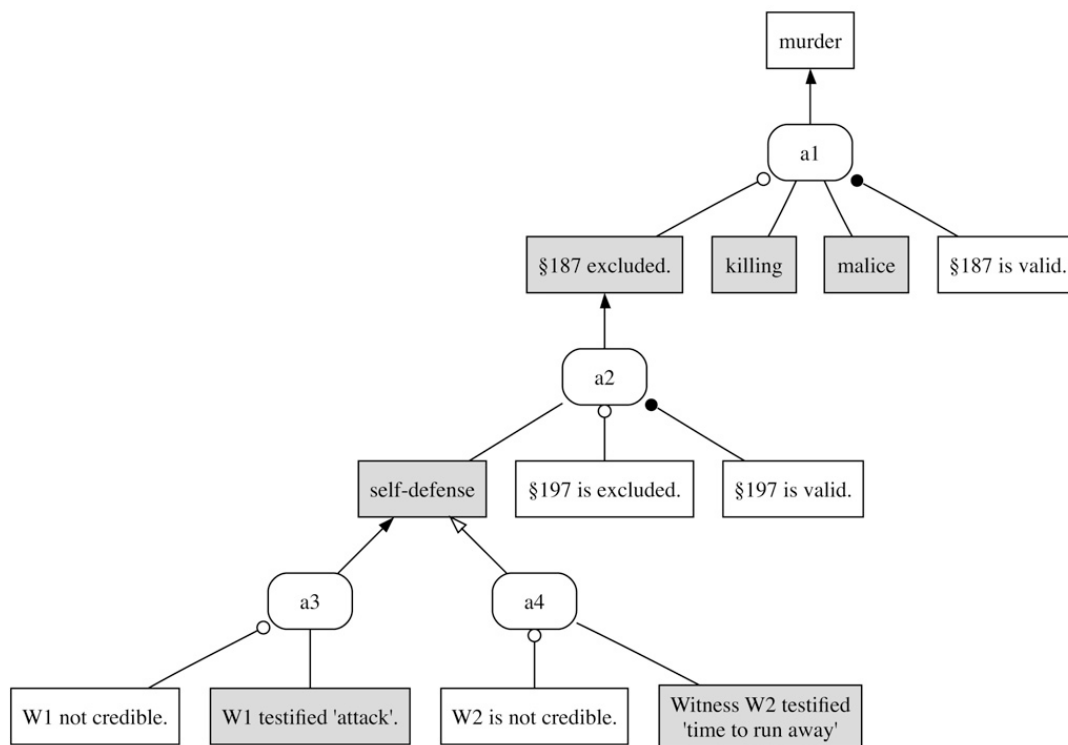 murder
a1
§187 excluded.
killing
malice
§187 is valid.
a2
self-defense
§197 is excluded.
§197 is valid.
a3
a4
W1 not credible.
W1 testified 'attack'.
W2 is not credible.
Witness W2 testified
'time to run away'